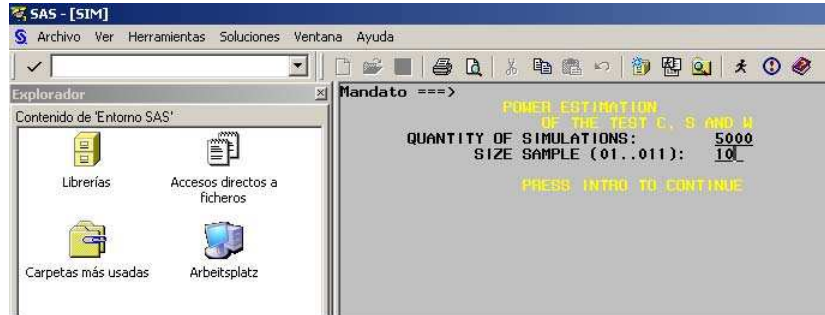 SAS - [SIM]
Archivo Ver Herramientas Soluciones Ventana Ayuda
Explorador
Contenido de 'Entorno SAS'
Librerías
Accesos directos a
ficheros
Carpetas más usadas
Arbeitsplatz
Mandato ===>
POWER ESTIMATION
OF THE TEST C, S AND W
QUANTITY OF SIMULATIONS: 5000
SIZE SAMPLE (01..011): 10
PRESS INTRO TO CONTINUE